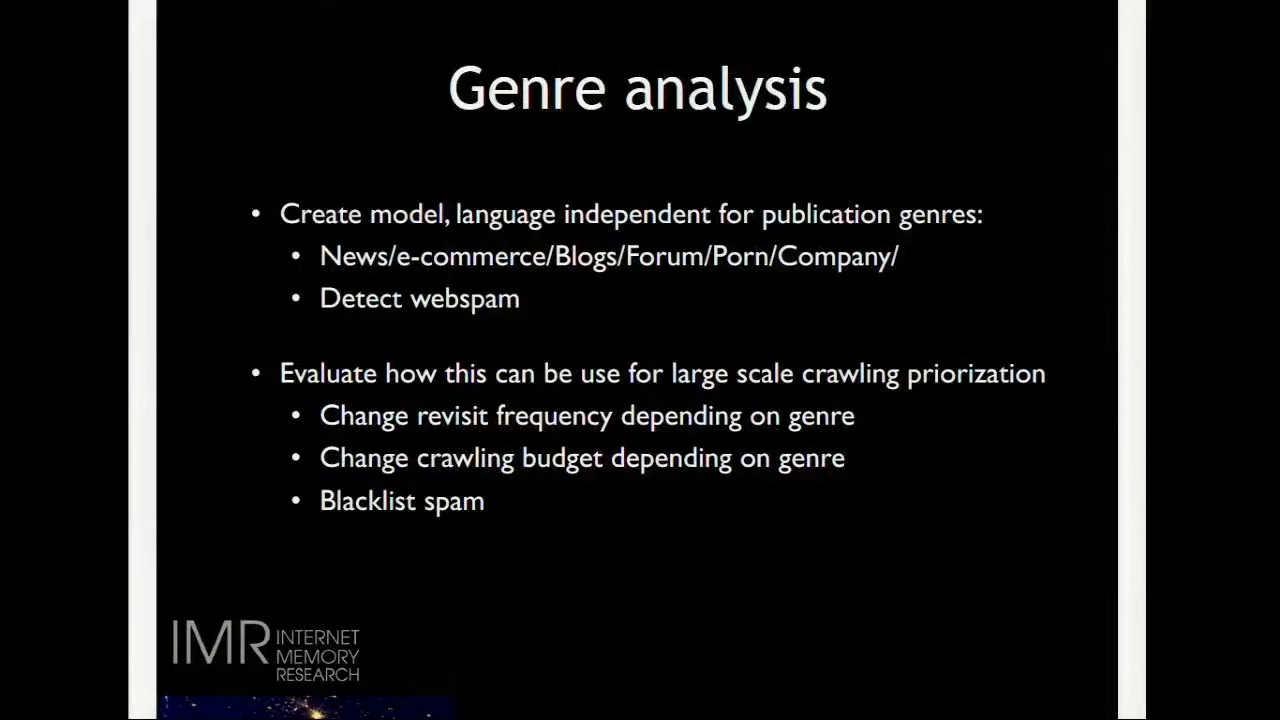 Genre analysis
• Create model, language independent for publication genres:
• News/e-commerce/Blogs/Forum/Porn/Company/
• Detect webspam
• Evaluate how this can be use for large scale crawling priorization
• Change revisit frequency depending on genre
• Change crawling budget depending on genre
• Blacklist spam
IMR INTERNET
MEMORY
RESEARCH